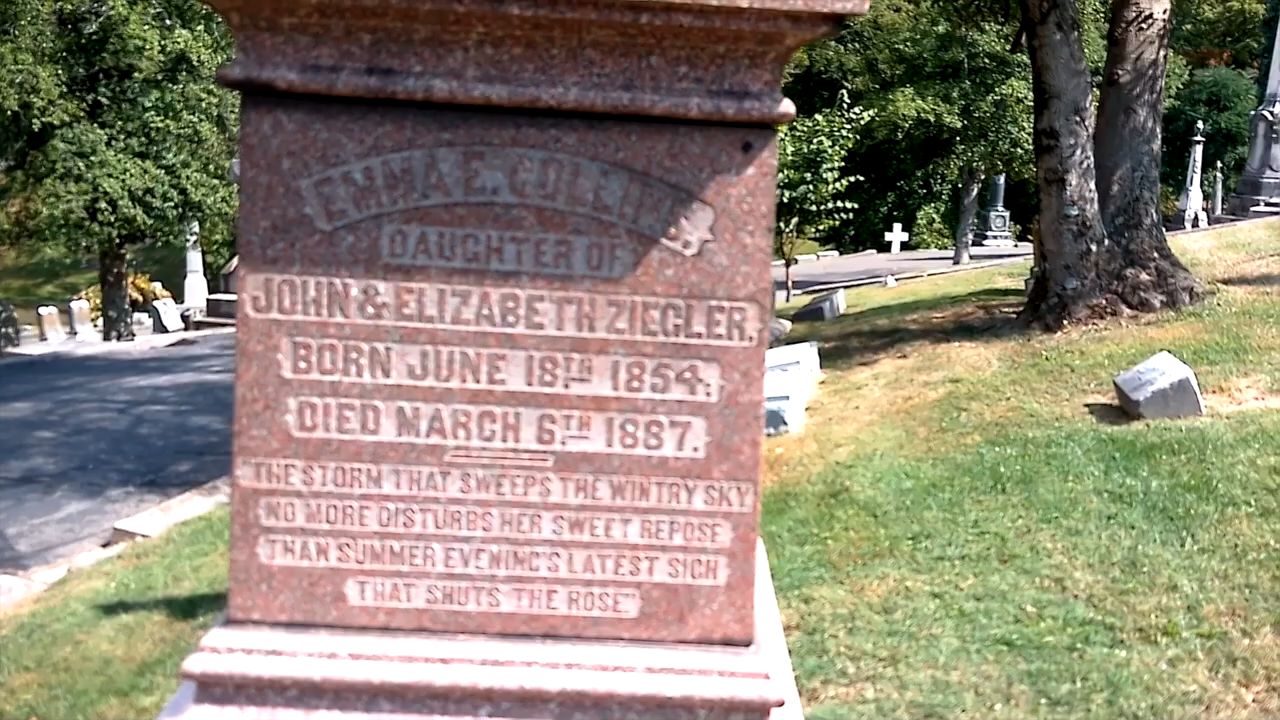 EMMA E.
DAUGHTER OF
JOHN & ELIZABETH ZIEGLER,
BORN JUNE 18TH 1854,
DIED MARCH 6TH 1887.
"THE STORM THAT SWEEPS THE WINTRY SKY
NO MORE DISTURBS HER SWEET REPOSE
THAN SUMMER EVENING'S LATEST SIGH
THAT SHUTS THE ROSE"